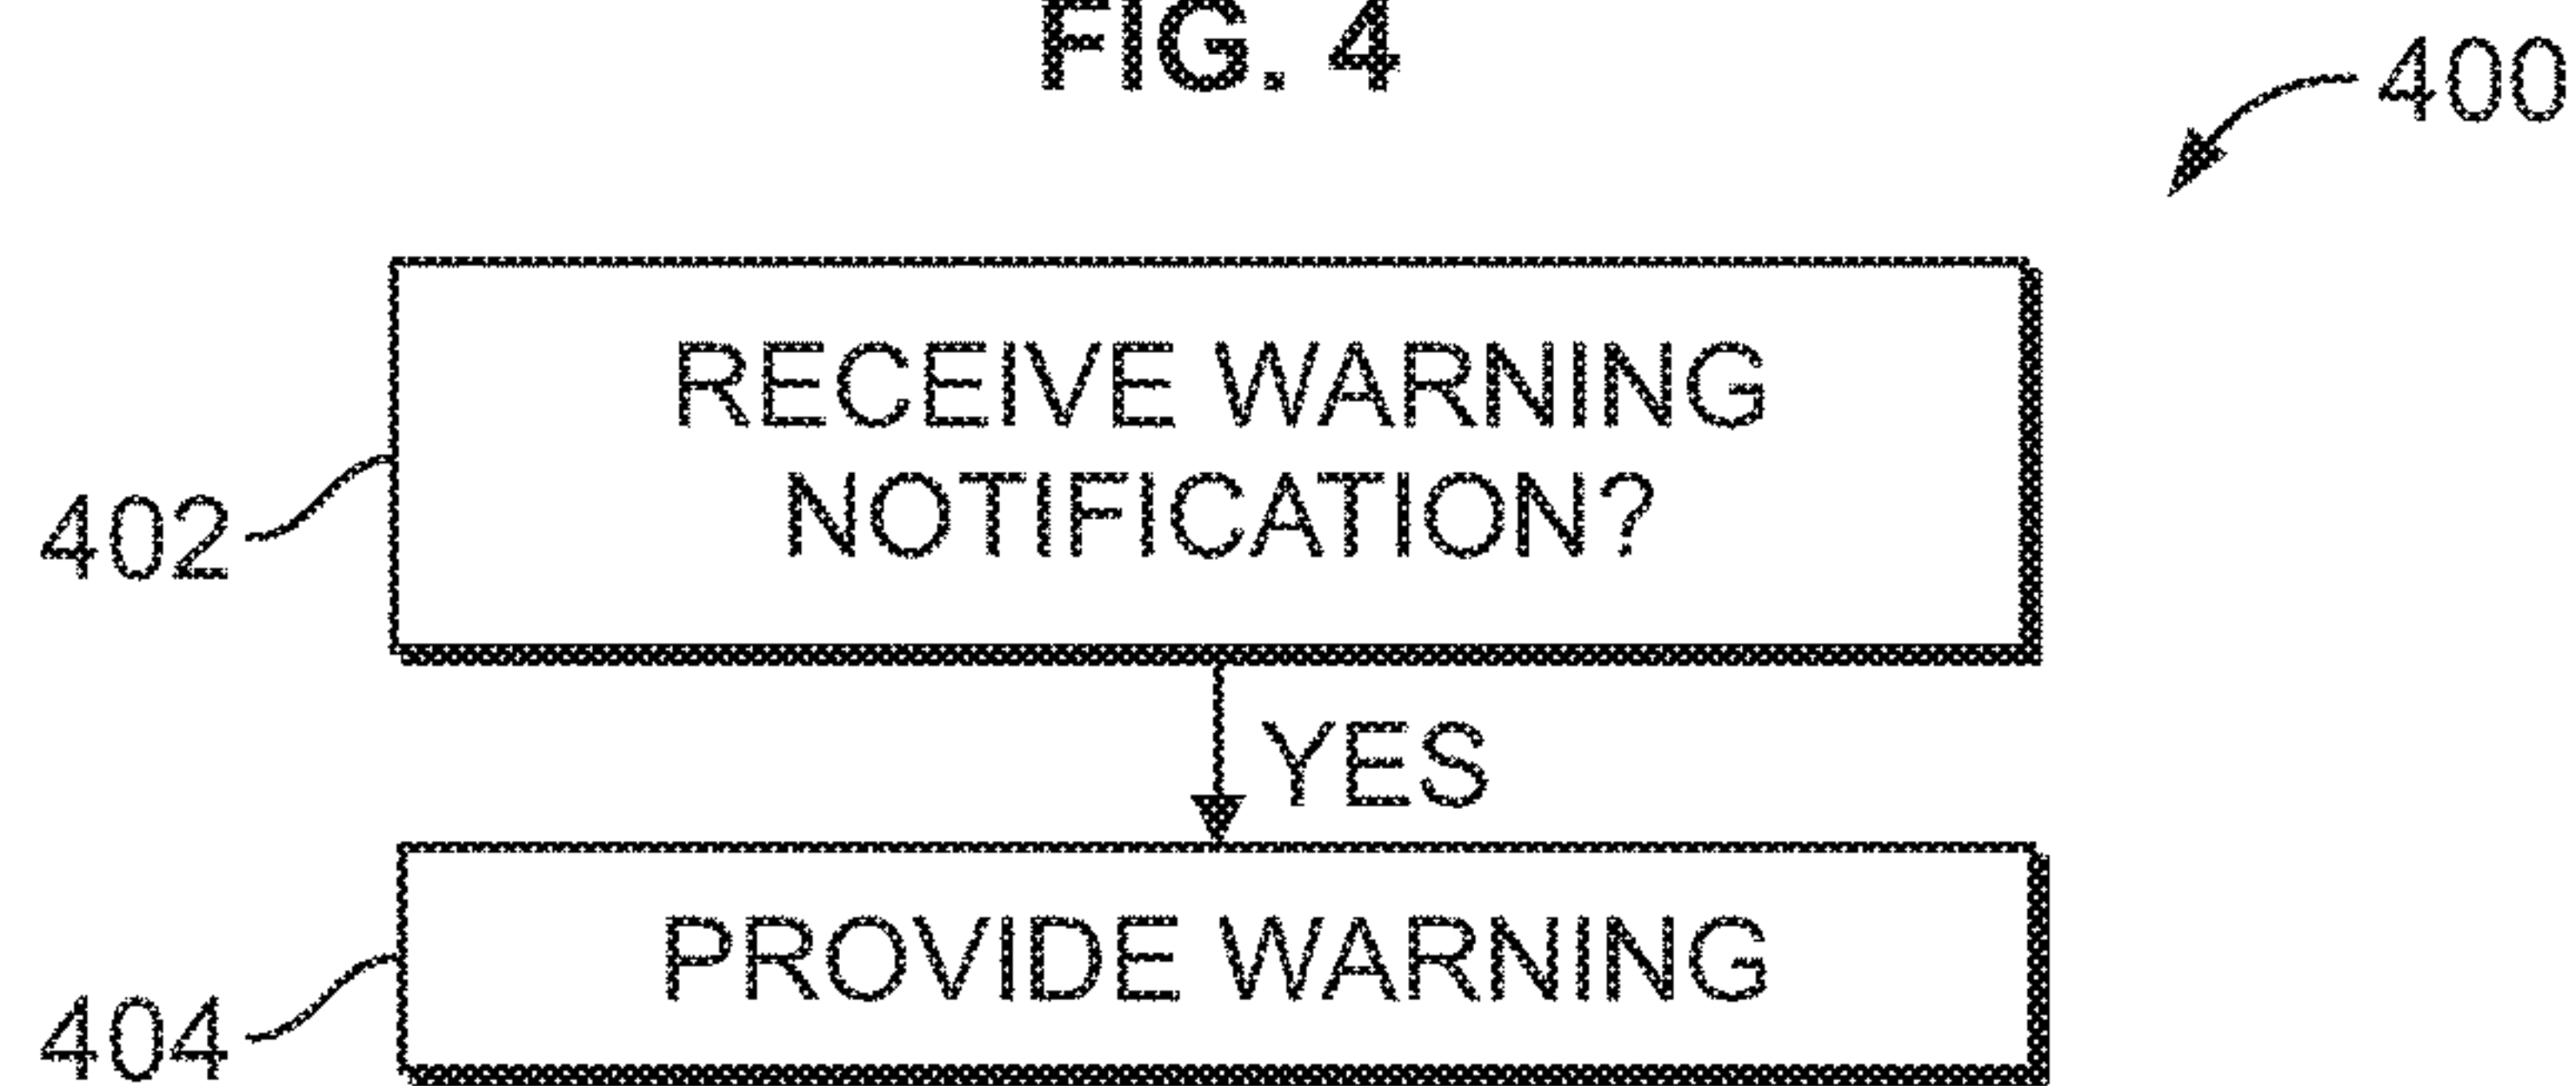 FIG. 4
400
RECEIVE WARNING
NOTIFICATION?
402
YES
PROVIDE WARNING
404